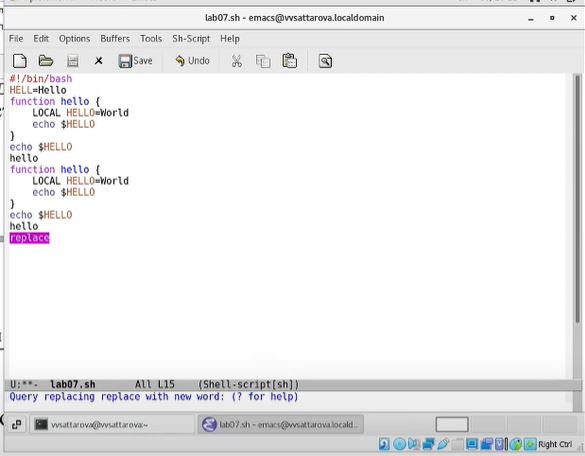 lab07.sh - emacs@vvsattarova.localdomain
File Edit Options Buffers Tools Sh-Script Help
Save Undo
#!/bin/bash
HELL=Hello
function hello {
    LOCAL HELLO=World
    echo $HELLO
}
echo $HELLO
hello
function hello {
    LOCAL HELLO=World
    echo $HELLO
}
echo $HELLO
hello
replace
U:**- lab07.sh All L15 (Shell-script[sh])
Query replacing replace with new word: (? for help)
vvsattarova@vvsattarova:~ lab07.sh - emacs@vvsattarova.locald...
Right Ctrl